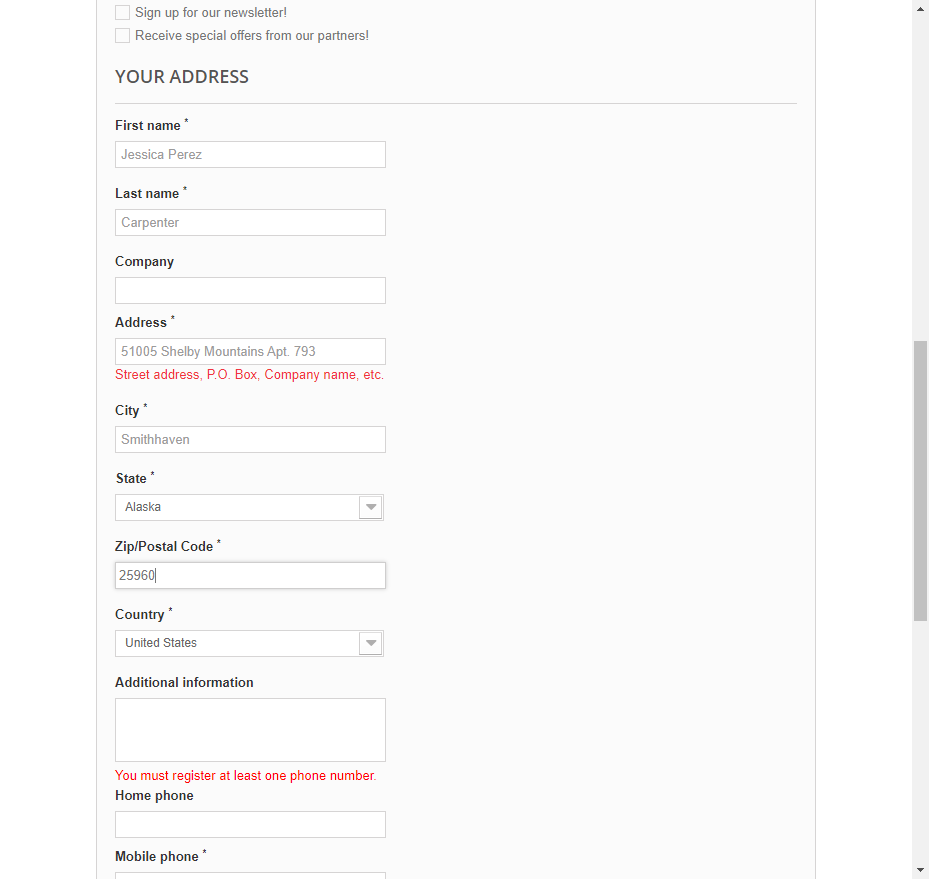 Sign up for our newsletter!
Receive special offers from our partners!
YOUR ADDRESS
First name *
Jessica Perez
Last name *
Carpenter
Company
Address *
51005 Shelby Mountains Apt. 793
Street address, P.O. Box, Company name, etc.
City *
Smithhaven
State *
Alaska
Zip/Postal Code *
25960
Country *
United States
Additional information
You must register at least one phone number.
Home phone
Mobile phone *